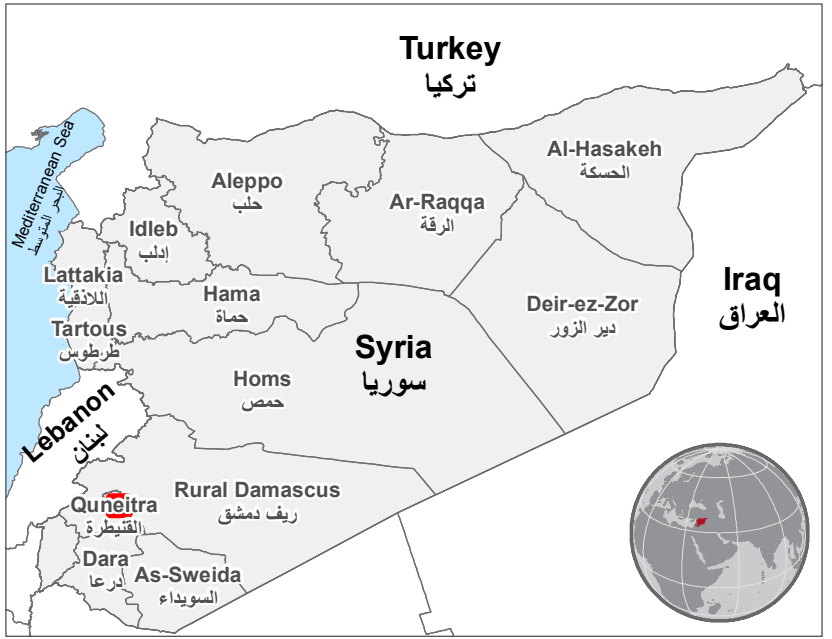 Turkey
تركيا
Mediterranean Sea
البحر المتوسط
Al-Hasakeh
الحسكة
Aleppo
حلب
Ar-Raqqa
الرقة
Idleb
إدلب
Lattakia
اللاذقية
Hama
حماة
Iraq
العراق
Deir-ez-Zor
دير الزور
Tartous
طرطوس
Syria
سوريا
Homs
حمص
Lebanon
لبنان
Rural Damascus
ريف دمشق
Quneitra
القنيطرة
Dara
درعا
As-Sweida
السويداء